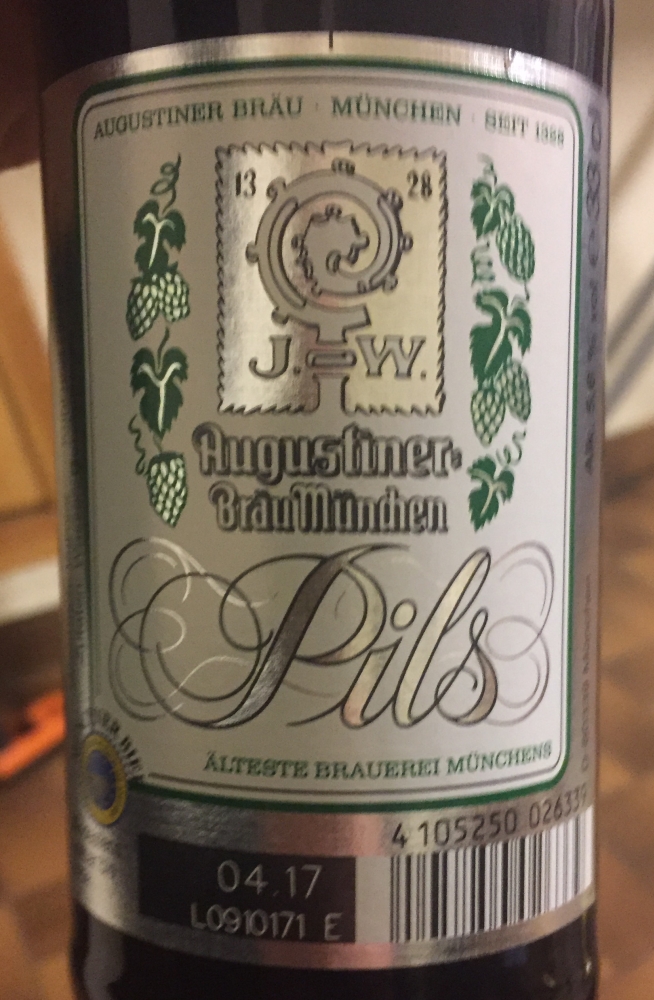 AUGUSTINER BRÄU · MÜNCHEN · SEIT 1328
13 28
J. W.
Augustiner-
Bräu München
Pils
ÄLTESTE BRAUEREI MÜNCHENS
4 105250 026339
04.17
L0910171 E